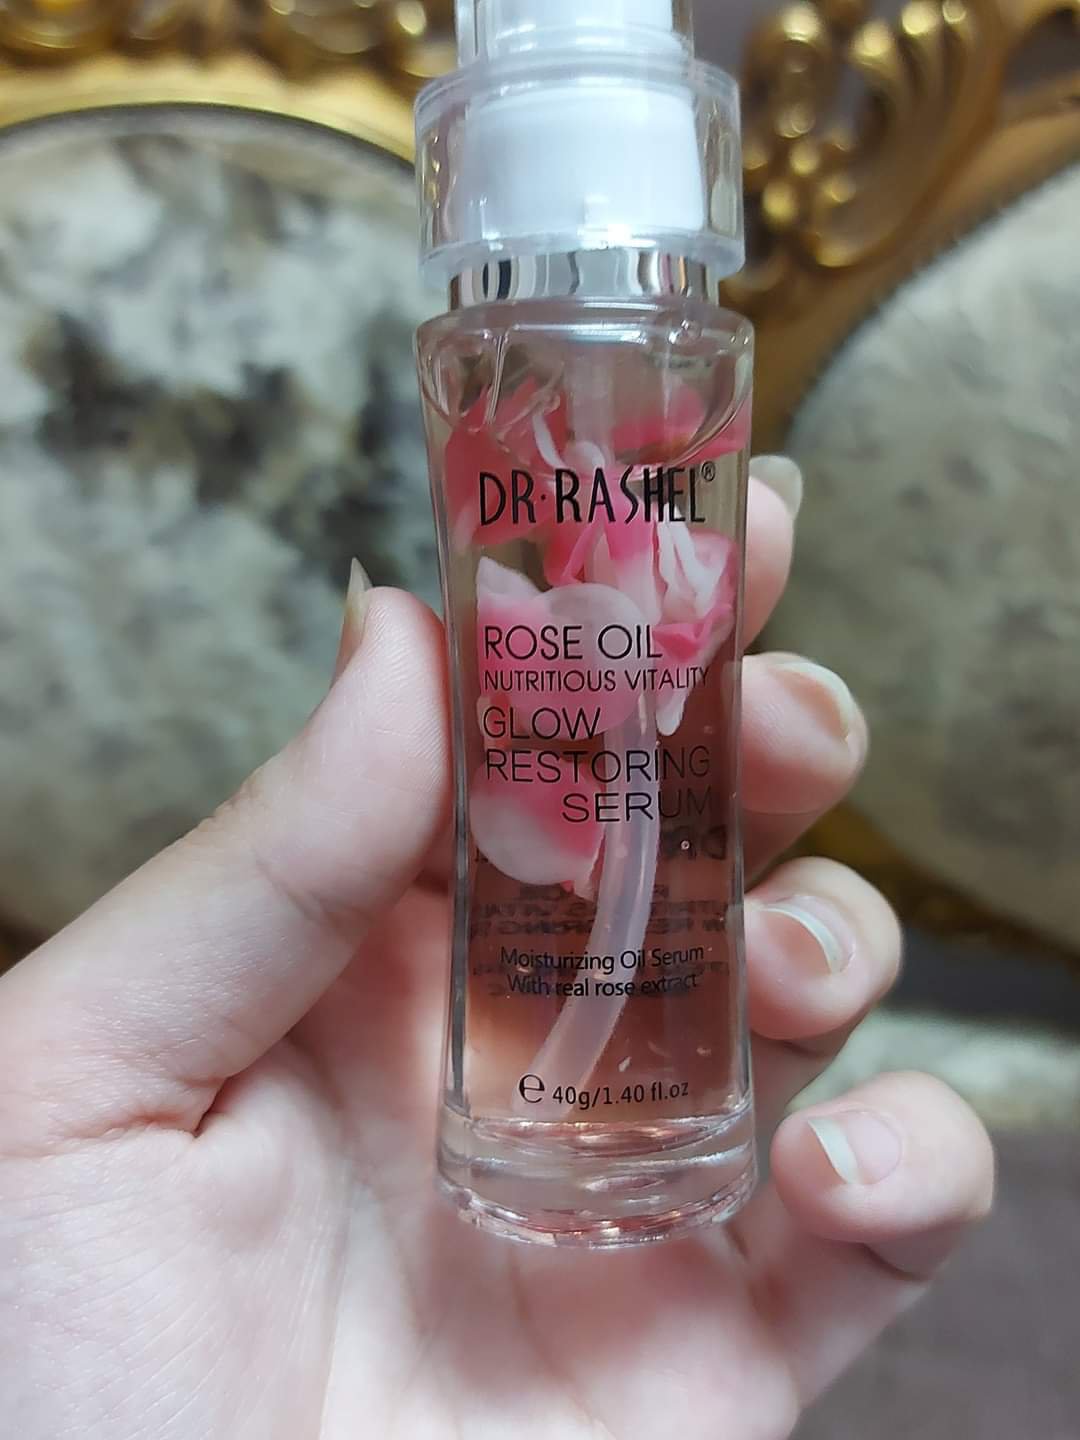 DR·RASHEL®
ROSE OIL
NUTRITIOUS VITALITY
GLOW
RESTORING
SERUM
Moisturizing Oil Serum
With real rose extract
e 40g/1.40 fl.oz